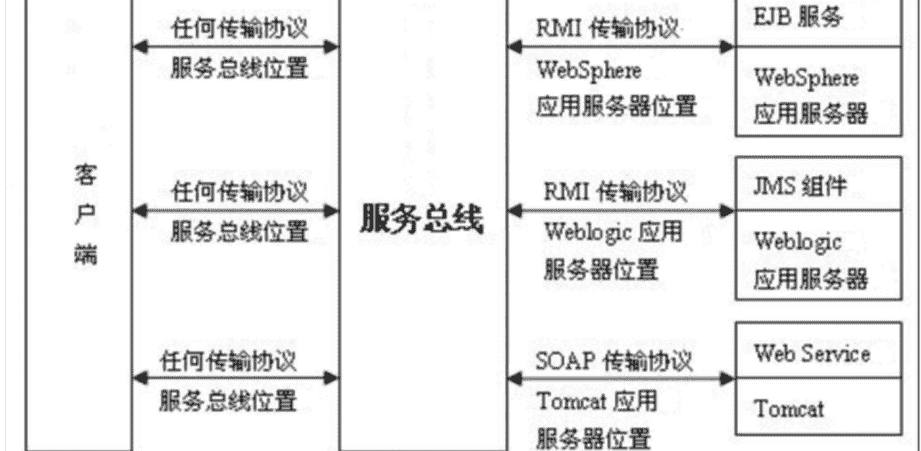 任何传输协议
服务总线位置
RMI 传输协议
WebSphere
应用服务器位置
EJB 服务
WebSphere
应用服务器
客
户
端
任何传输协议
服务总线位置
服务总线
RMI 传输协议
Weblogic 应用
服务器位置
JMS 组件
Weblogic
应用服务器
任何传输协议
服务总线位置
SOAP 传输协议
Tomcat 应用
服务器位置
Web Service
Tomcat